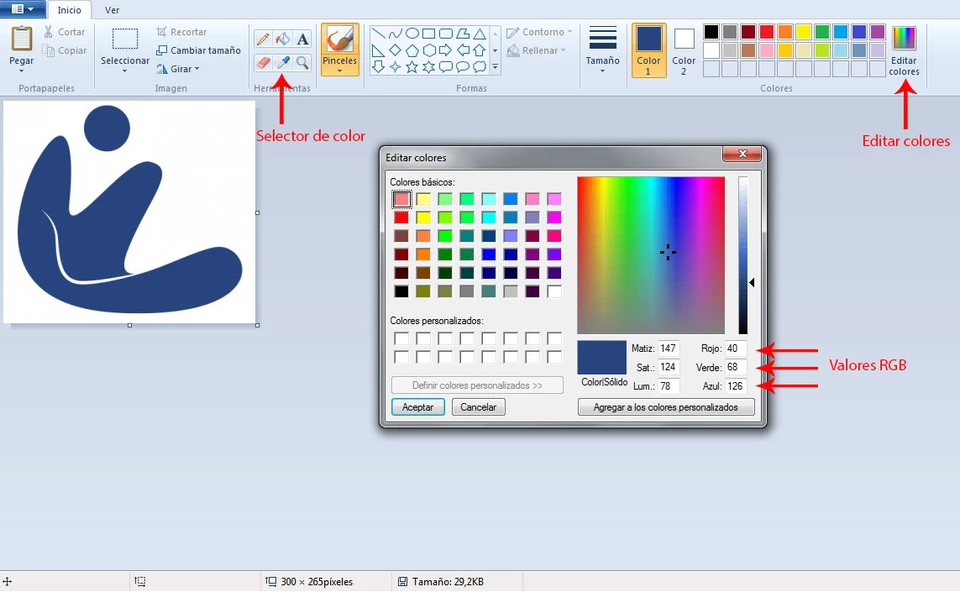 Inicio Ver
Pegar
Cortar
Copiar
Portapapeles
Seleccionar
Recortar
Cambiar tamaño
Girar
Imagen
A
Herramientas
Pinceles
Contorno
Rellenar
Formas
Tamaño
Color
1
Color
2
Editar
colores
Colores
Selector de color
Editar colores
Editar colores
Colores básicos:
Colores personalizados:
Definir colores personalizados >>
Aceptar Cancelar
Color|Sólido
Matiz: 147 Rojo: 40
Sat.: 124 Verde: 68
Lum.: 78 Azul: 126
Agregar a los colores personalizados
Valores RGB
300 × 265píxeles Tamaño: 29,2KB